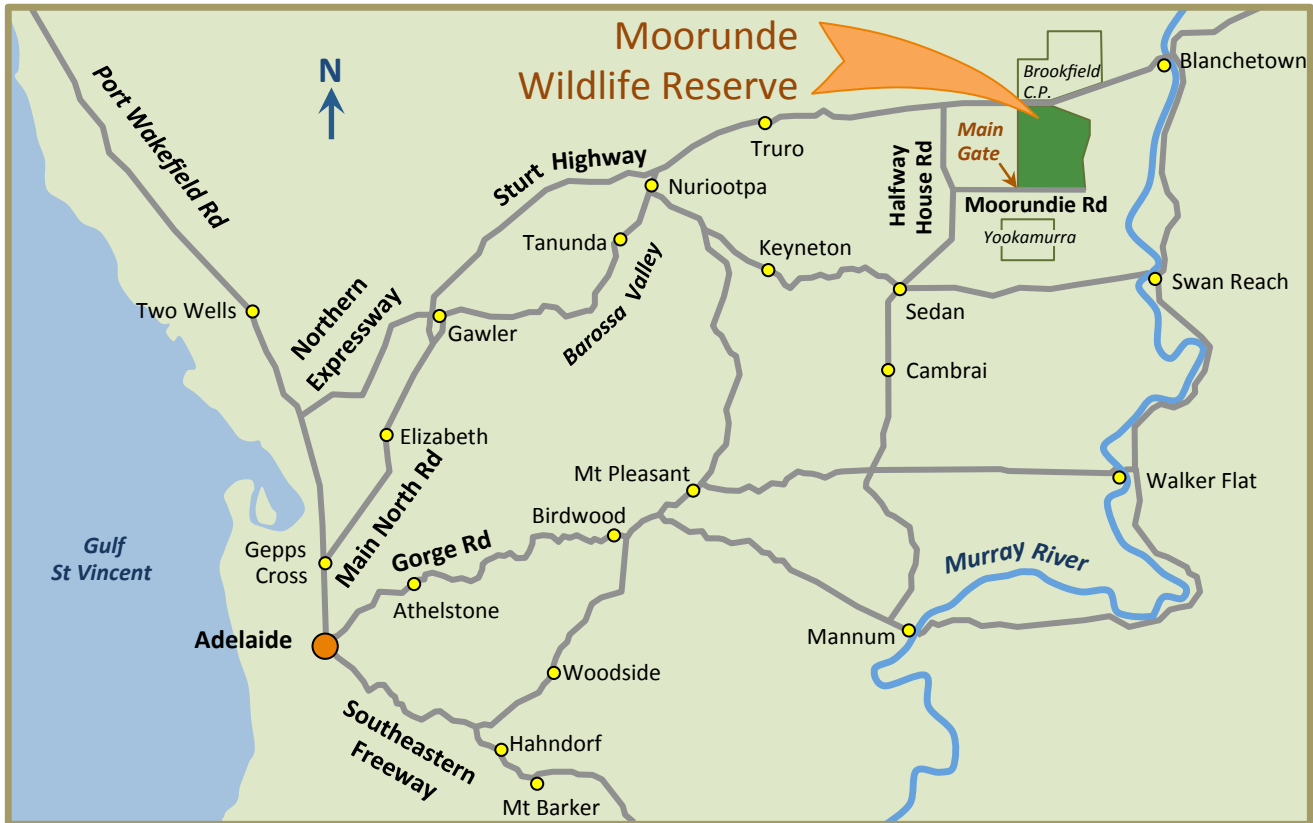 Moorunde
Wildlife Reserve
Brookfield
C.P.
Blanchetown
N
Port Wakefield Rd
Truro
Main
Gate
Sturt Highway
Nuriootpa
Halfway
House Rd
Moorundie Rd
Tanunda
Keyneton
Yookamurra
Barossa Valley
Swan Reach
Two Wells
Northern
Expressway
Gawler
Sedan
Cambrai
Elizabeth
Main North Rd
Mt Pleasant
Walker Flat
Birdwood
Gorge Rd
Gulf
St Vincent
Gepps
Cross
Athelstone
Murray River
Adelaide
Mannum
Woodside
Southeastern
Freeway
Hahndorf
Mt Barker